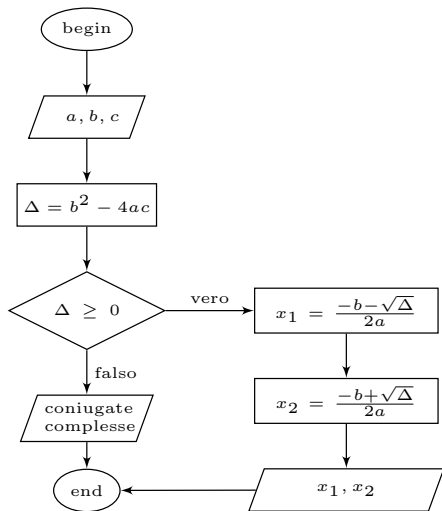 begin
a, b, c
Δ = b² − 4ac
Δ ≥ 0
vero
x₁ = (−b−√Δ)/2a
falso
x₂ = (−b+√Δ)/2a
coniugate
complesse
end
x₁, x₂